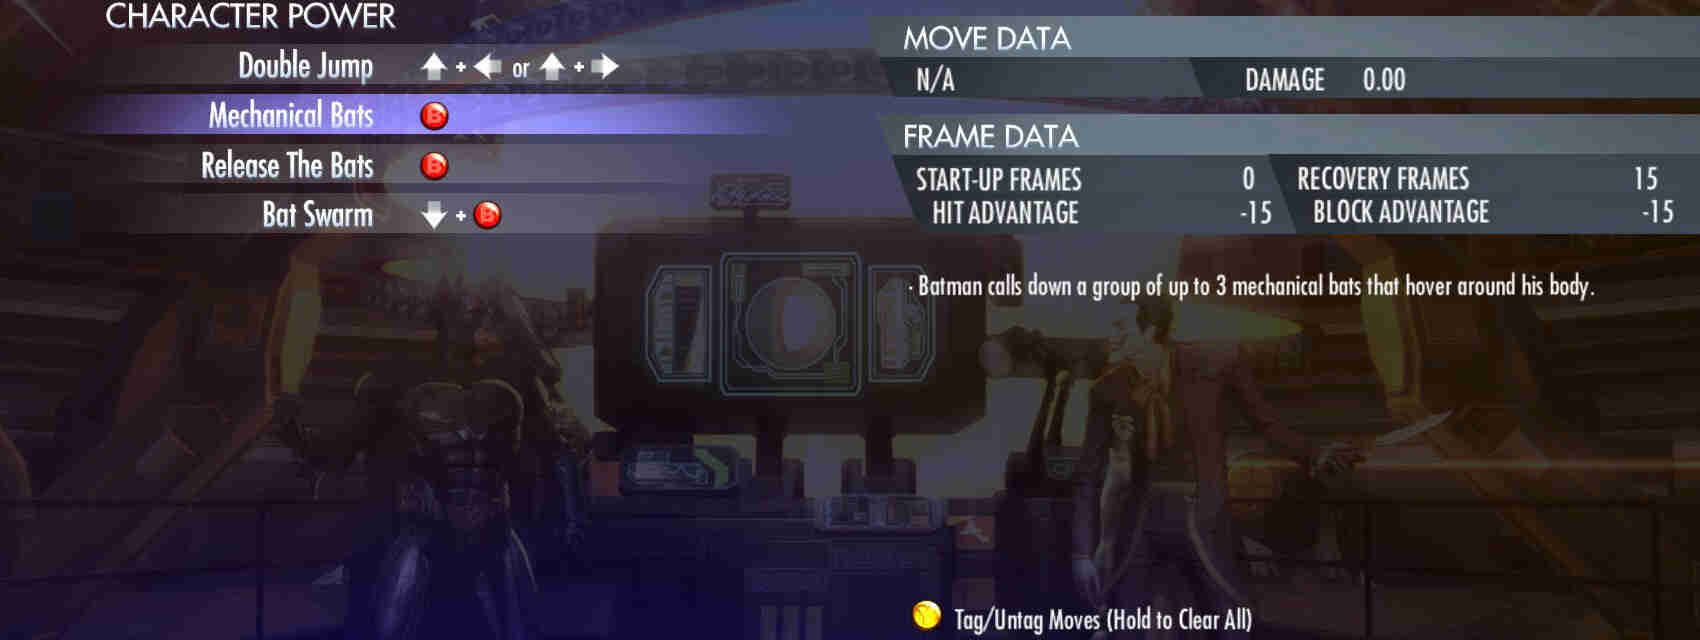 CHARACTER POWER
Double Jump + or +
Mechanical Bats B
Release The Bats B
Bat Swarm + B
MOVE DATA
N/A DAMAGE 0.00
FRAME DATA
START-UP FRAMES 0 RECOVERY FRAMES 15
HIT ADVANTAGE -15 BLOCK ADVANTAGE -15
· Batman calls down a group of up to 3 mechanical bats that hover around his body.
Y Tag/Untag Moves (Hold to Clear All)